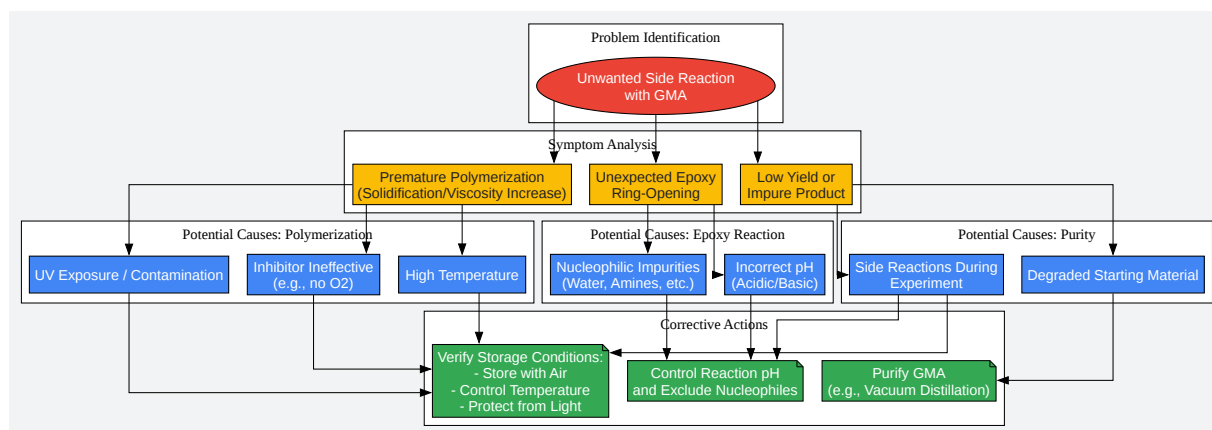 Problem Identification
Unwanted Side Reaction
with GMA
Symptom Analysis
Premature Polymerization
(Solidification/Viscosity Increase)
Unexpected Epoxy
Ring-Opening
Low Yield or
Impure Product
Potential Causes: Polymerization
UV Exposure / Contamination
Inhibitor Ineffective
(e.g., no O2)
High Temperature
Potential Causes: Epoxy Reaction
Nucleophilic Impurities
(Water, Amines, etc.)
Incorrect pH
(Acidic/Basic)
Potential Causes: Purity
Side Reactions During
Experiment
Degraded Starting Material
Corrective Actions
Verify Storage Conditions:
- Store with Air
- Control Temperature
- Protect from Light
Control Reaction pH
and Exclude Nucleophiles
Purify GMA
(e.g., Vacuum Distillation)